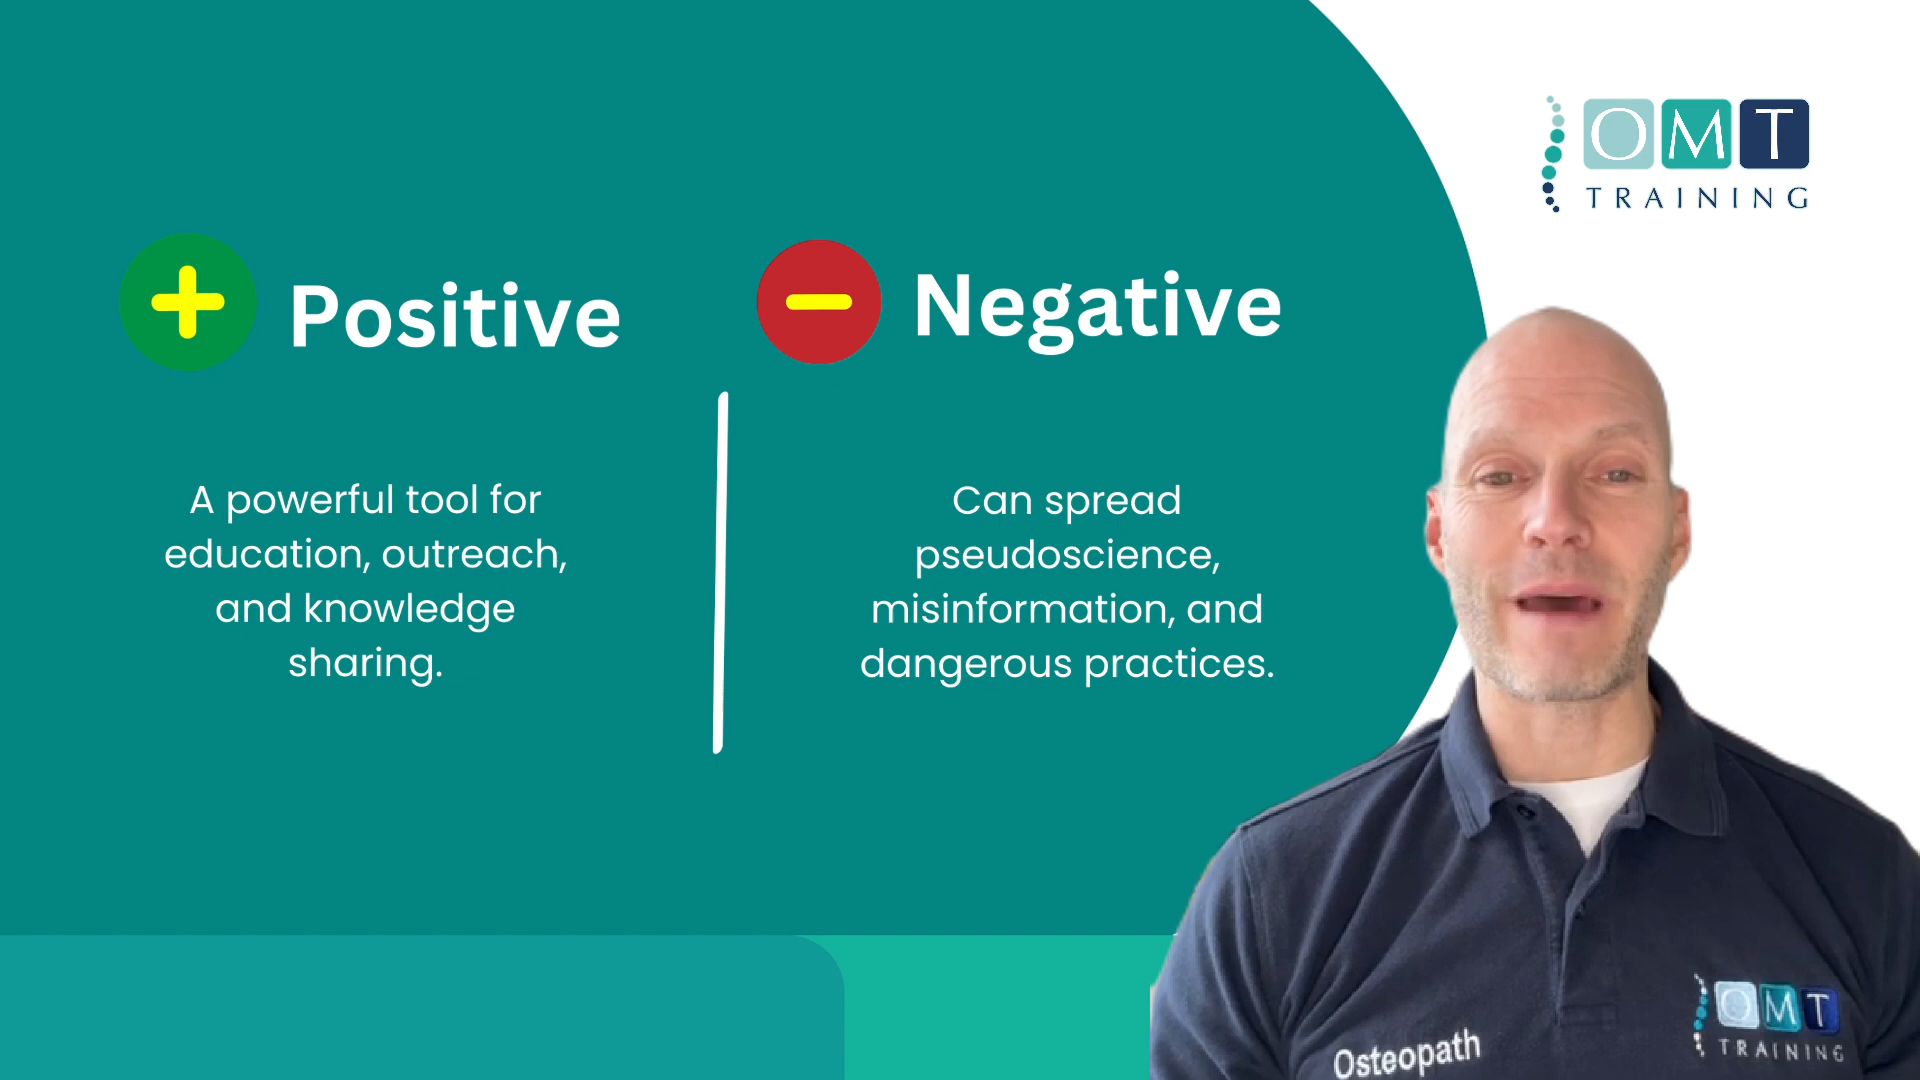 OMT
TRAINING
Positive
Negative
A powerful tool for
education, outreach,
and knowledge
sharing.
Can spread
pseudoscience,
misinformation, and
dangerous practices.
Osteopath
OMT
TRAINING